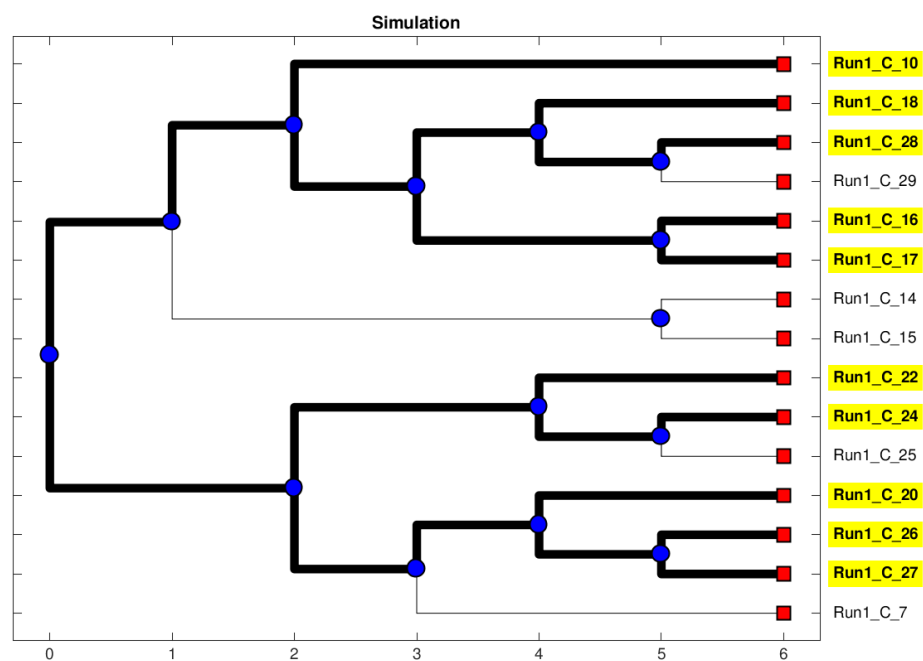 Simulation
Run1_C_10
Run1_C_18
Run1_C_28
Run1_C_29
Run1_C_16
Run1_C_17
Run1_C_14
Run1_C_15
Run1_C_22
Run1_C_24
Run1_C_25
Run1_C_20
Run1_C_26
Run1_C_27
Run1_C_7
0 1 2 3 4 5 6